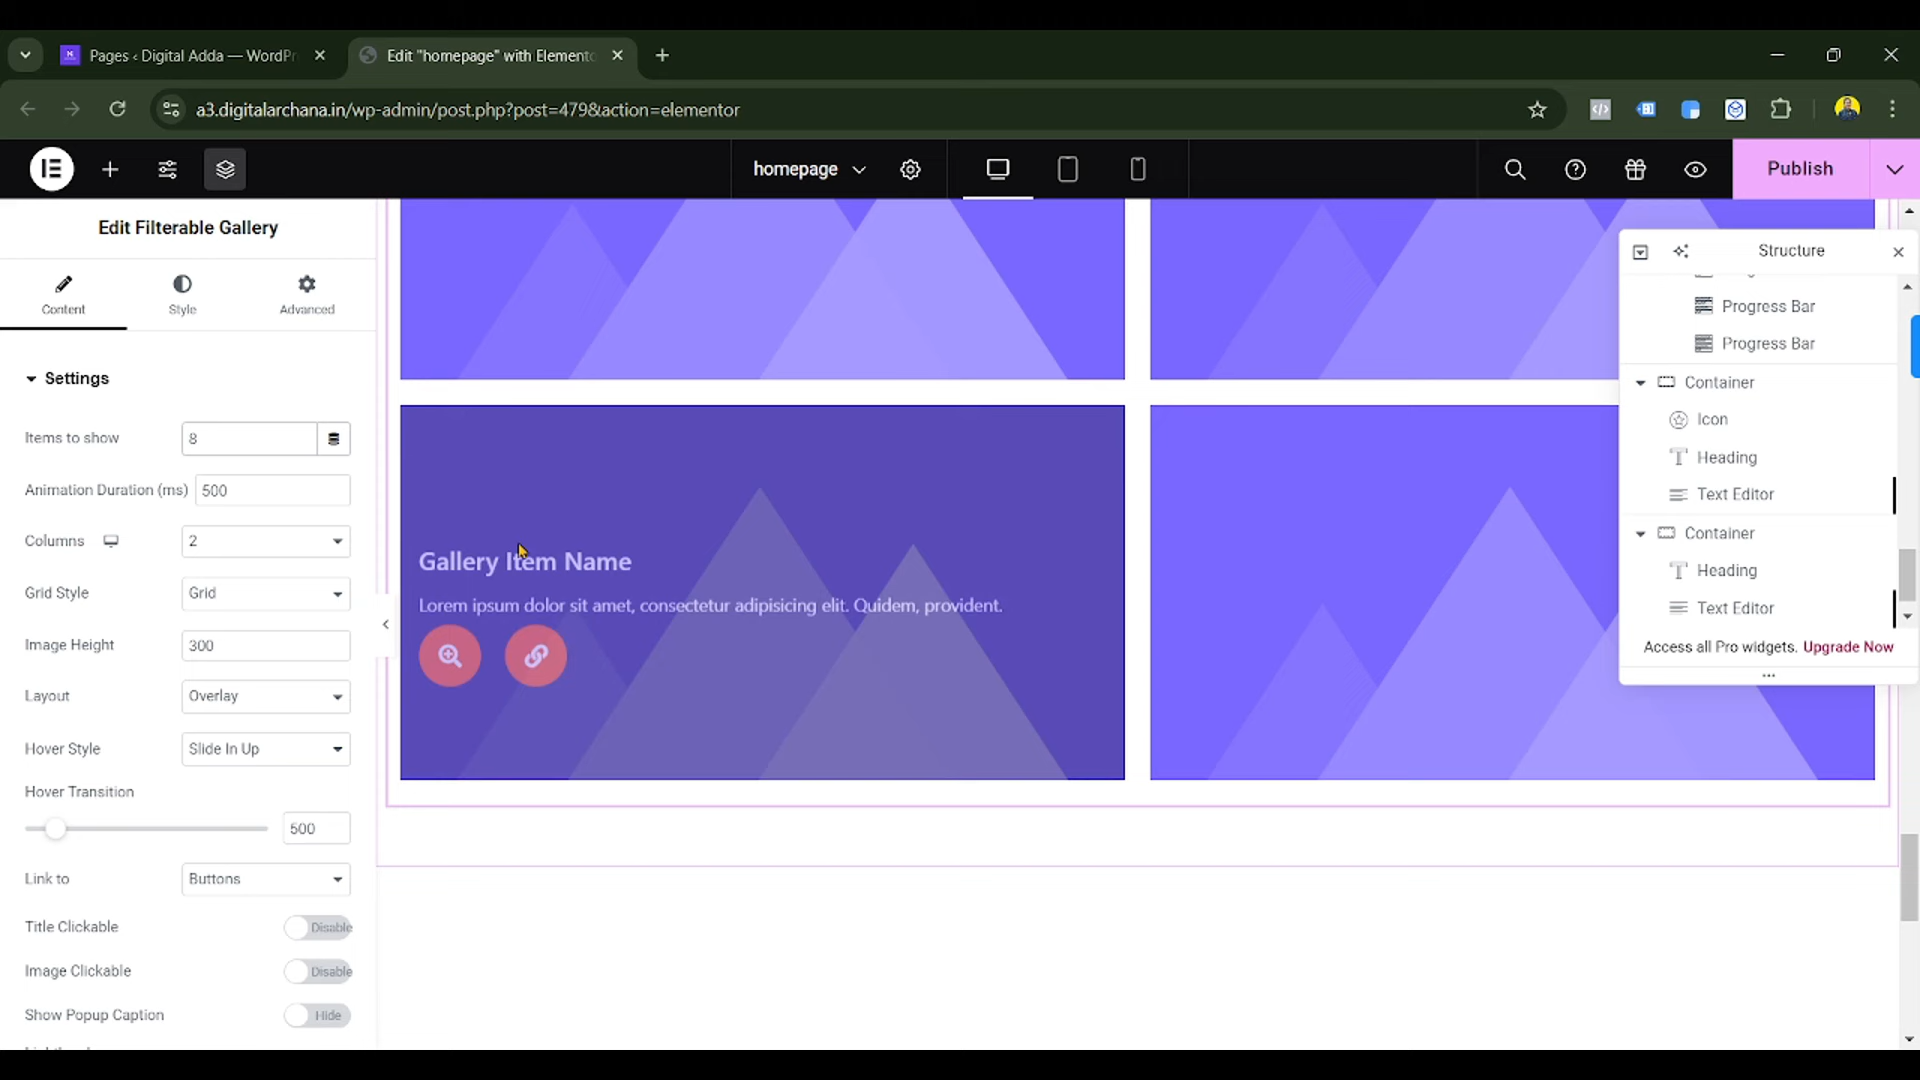 Pages ‹ Digital Adda — WordPr
Edit "homepage" with Elemento
a3.digitalarchana.in/wp-admin/post.php?post=479&action=elementor
homepage
Publish
Edit Filterable Gallery
Content
Style
Advanced
Settings
Items to show
8
Animation Duration (ms)
500
Columns
2
Grid Style
Grid
Image Height
300
Layout
Overlay
Hover Style
Slide In Up
Hover Transition
500
Link to
Buttons
Title Clickable
Disable
Image Clickable
Disable
Show Popup Caption
Hide
Gallery Item Name
Lorem ipsum dolor sit amet, consectetur adipisicing elit. Quidem, provident.
Structure
Progress Bar
Progress Bar
Container
Icon
Heading
Text Editor
Container
Heading
Text Editor
Access all Pro widgets. Upgrade Now